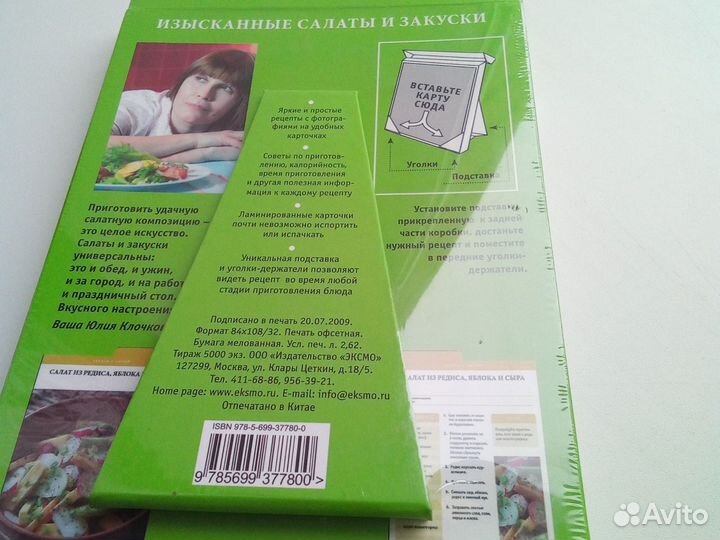 ИЗЫСКАННЫЕ САЛАТЫ И ЗАКУСКИ
ВСТАВЬТЕ
КАРТУ
СЮДА
Уголки
Подставка
Яркие и простые
рецепты с фотогра-
фиями на удобных
карточках
Советы по приготов-
лению, калорийность,
время приготовления
и другая полезная инфор-
мация к каждому рецепту
Ламинированные карточки
почти невозможно испортить
или испачкать
Уникальная подставка
и уголки-держатели позволяют
видеть рецепт во время любой
стадии приготовления блюда
Подписано в печать 20.07.2009.
Формат 84x108/32. Печать офсетная.
Бумага мелованная. Усл. печ. л. 2,62.
Тираж 5000 экз. ООО «Издательство «ЭКСМО»
127299, Москва, ул. Клары Цеткин, д.18/5.
Тел. 411-68-86, 956-39-21.
Home page: www.eksmo.ru. E-mail: info@eksmo.ru
Отпечатано в Китае
ISBN 978-5-699-37780-0
9 785699 377800 >
Приготовить удачную
салатную композицию –
это целое искусство.
Салаты и закуски
универсальны:
это и обед, и ужин,
и за город, и на работ
и праздничный стол.
Вкусного настроения
Ваша Юлия Клочков
Установите подставк
прикрепленную к задней
части коробки, достаньте
нужный рецепт и поместите
в передние уголки-
держатели.
САЛАТ ИЗ РЕДИСА, ЯБЛОКА
САЛАТ ИЗ РЕДИСА, ЯБЛОКА И СЫРА
Avito